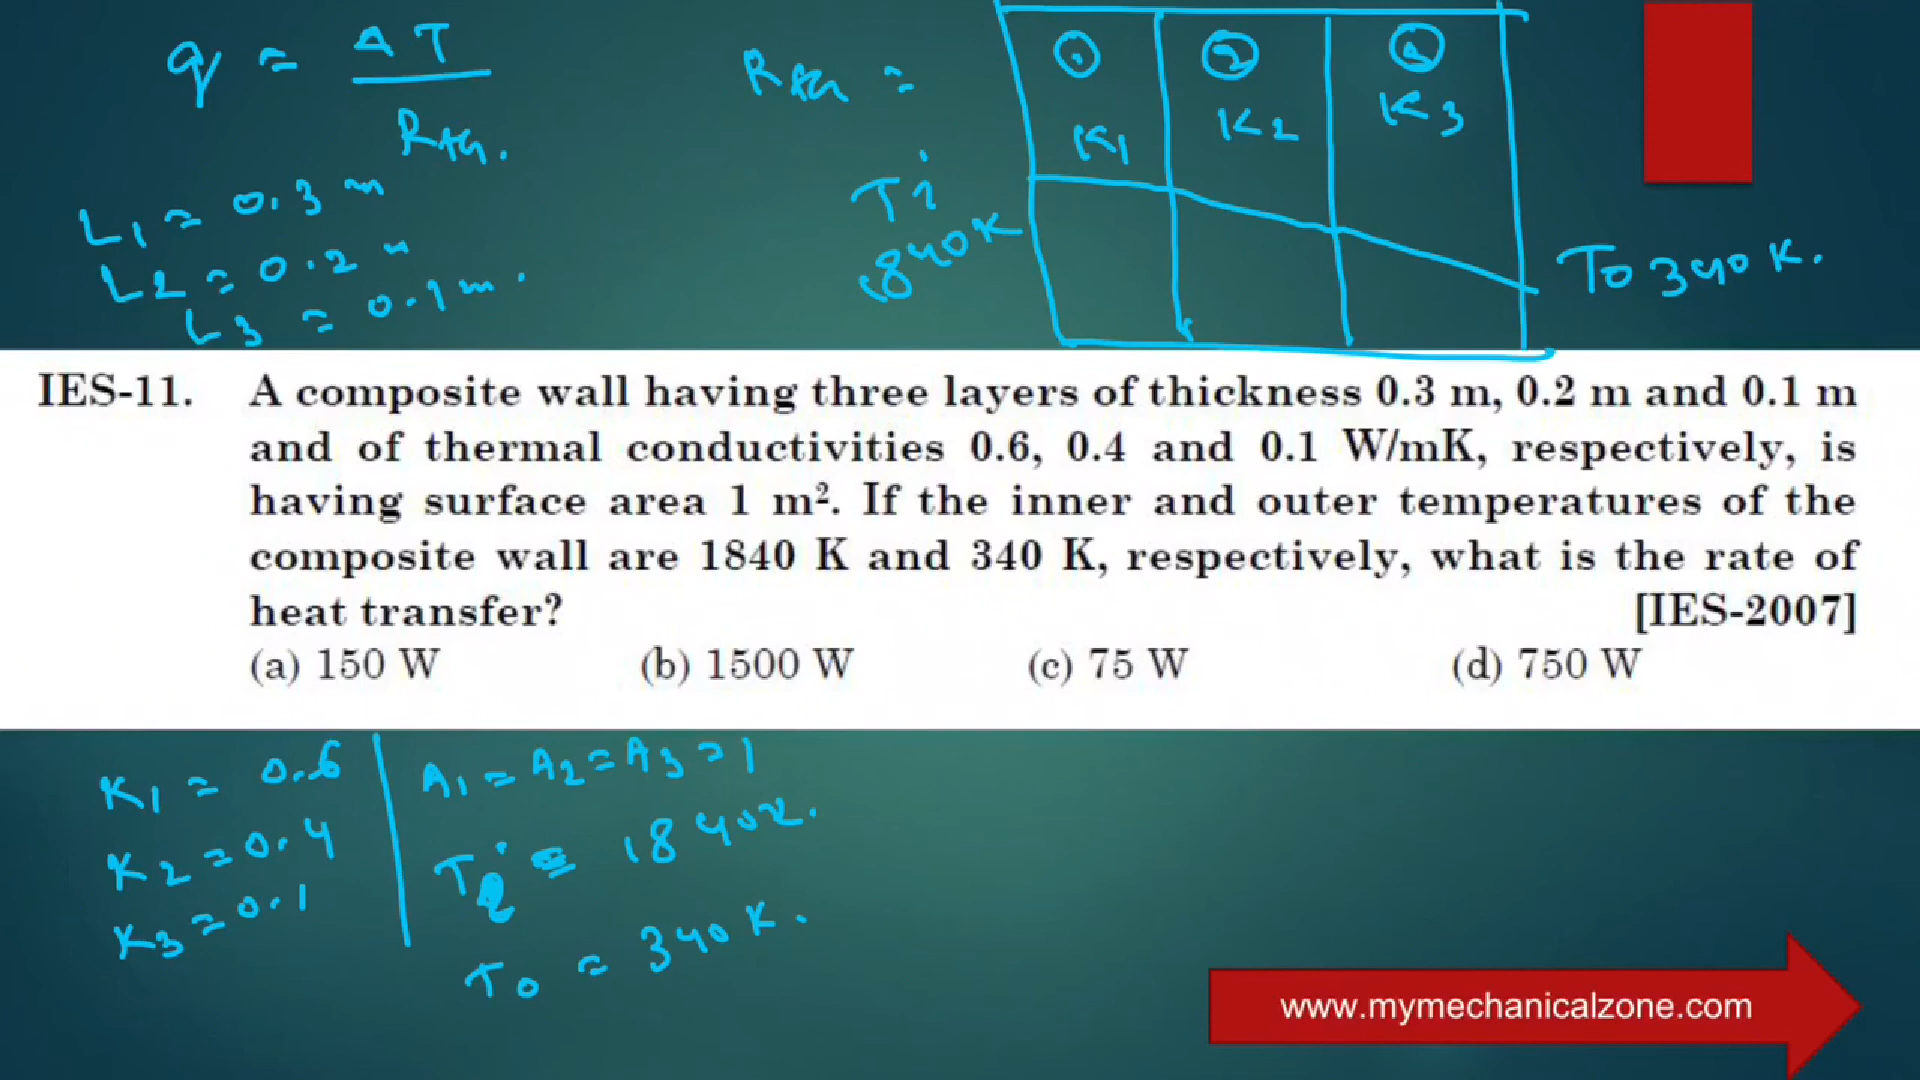 q = ΔT / Rth.
Rth =
① ② ③
K1 K2 K3
L1 = 0.3 m
L2 = 0.2 m
L3 = 0.1 m.
Ti
1840K
To 340 K.
IES-11. A composite wall having three layers of thickness 0.3 m, 0.2 m and 0.1 m
and of thermal conductivities 0.6, 0.4 and 0.1 W/mK, respectively, is
having surface area 1 m². If the inner and outer temperatures of the
composite wall are 1840 K and 340 K, respectively, what is the rate of
heat transfer? [IES-2007]
(a) 150 W (b) 1500 W (c) 75 W (d) 750 W
K1 = 0.6
K2 = 0.4
K3 = 0.1
A1 = A2 = A3 = 1
Ti = 1840K.
To = 340 K.
www.mymechanicalzone.com